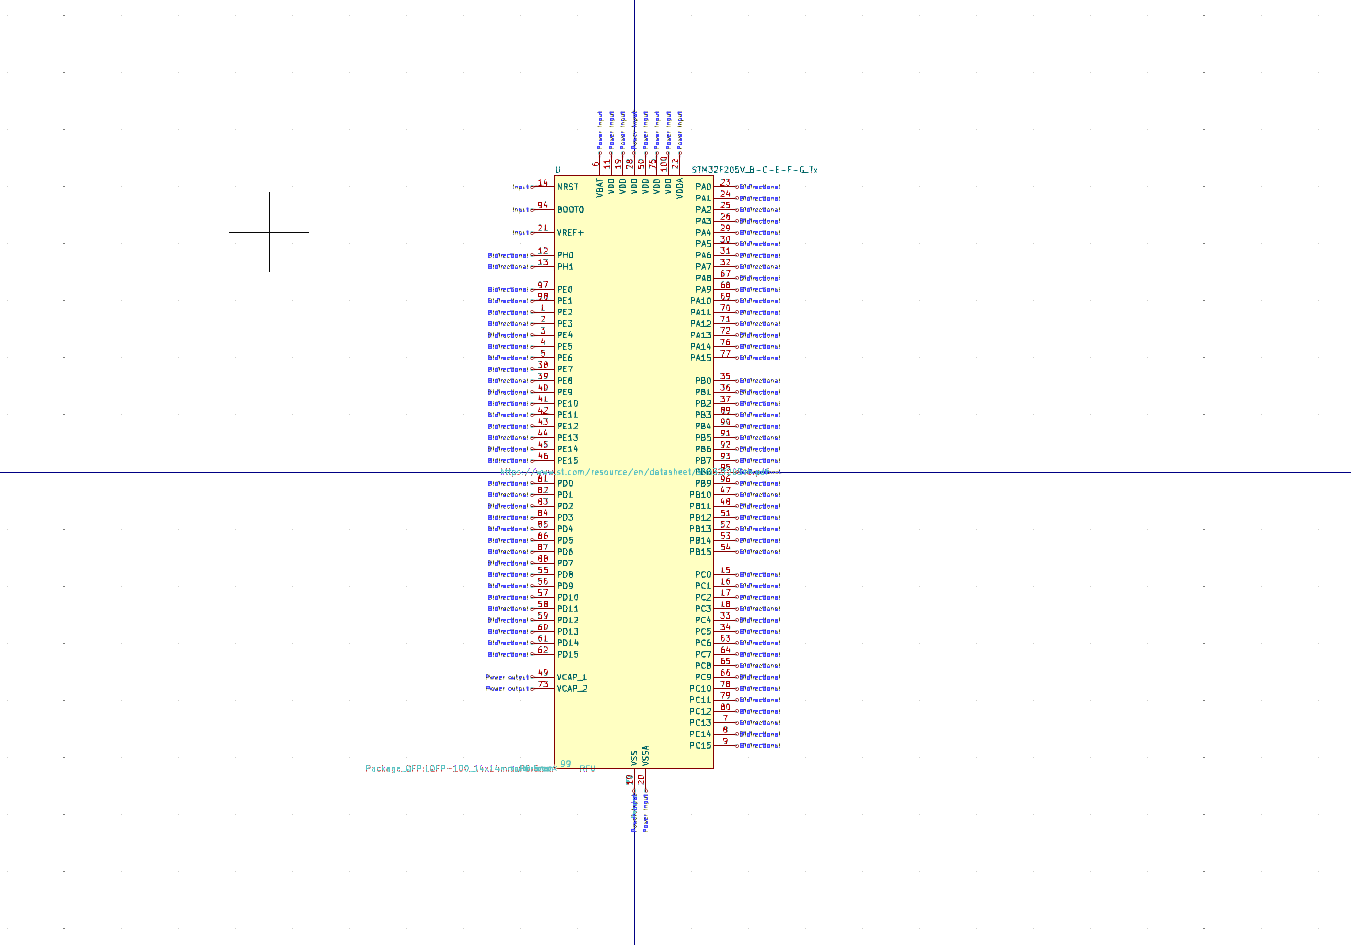 Power input Power input Power input Power input Power input Power input Power input Power input
6 11 19 28 50 75 100 22
U STM32F205V_B-C-E-F-G_Tx
VBAT VDD VDD VDD VDD VDD VDD VDDA
Input 14 NRST PA0 23 Bidirectional
PA1 24 Bidirectional
Input 94 BOOT0 PA2 25 Bidirectional
PA3 26 Bidirectional
Input 21 VREF+ PA4 29 Bidirectional
PA5 30 Bidirectional
Bidirectional 12 PH0 PA6 31 Bidirectional
Bidirectional 13 PH1 PA7 32 Bidirectional
PA8 67 Bidirectional
Bidirectional 97 PE0 PA9 68 Bidirectional
Bidirectional 98 PE1 PA10 69 Bidirectional
Bidirectional 1 PE2 PA11 70 Bidirectional
Bidirectional 2 PE3 PA12 71 Bidirectional
Bidirectional 3 PE4 PA13 72 Bidirectional
Bidirectional 4 PE5 PA14 76 Bidirectional
Bidirectional 5 PE6 PA15 77 Bidirectional
Bidirectional 38 PE7
Bidirectional 39 PE8 PB0 35 Bidirectional
Bidirectional 40 PE9 PB1 36 Bidirectional
Bidirectional 41 PE10 PB2 37 Bidirectional
Bidirectional 42 PE11 PB3 89 Bidirectional
Bidirectional 43 PE12 PB4 90 Bidirectional
Bidirectional 44 PE13 PB5 91 Bidirectional
Bidirectional 45 PE14 PB6 92 Bidirectional
Bidirectional 46 PE15 PB7 93 Bidirectional
https://www.st.com/resource/en/datasheet/ PB8 95
Bidirectional 81 PD0 PB9 96 Bidirectional
Bidirectional 82 PD1 PB10 47 Bidirectional
Bidirectional 83 PD2 PB11 48 Bidirectional
Bidirectional 84 PD3 PB12 51 Bidirectional
Bidirectional 85 PD4 PB13 52 Bidirectional
Bidirectional 86 PD5 PB14 53 Bidirectional
Bidirectional 87 PD6 PB15 54 Bidirectional
Bidirectional 88 PD7
Bidirectional 55 PD8 PC0 15 Bidirectional
Bidirectional 56 PD9 PC1 16 Bidirectional
Bidirectional 57 PD10 PC2 17 Bidirectional
Bidirectional 58 PD11 PC3 18 Bidirectional
Bidirectional 59 PD12 PC4 33 Bidirectional
Bidirectional 60 PD13 PC5 34 Bidirectional
Bidirectional 61 PD14 PC6 63 Bidirectional
Bidirectional 62 PD15 PC7 64 Bidirectional
PC8 65 Bidirectional
Power output 49 VCAP_1 PC9 66 Bidirectional
Power output 73 VCAP_2 PC10 78 Bidirectional
PC11 79 Bidirectional
PC12 80 Bidirectional
PC13 7 Bidirectional
PE14 8 Bidirectional
PC15 9 Bidirectional
VSS VSSA
99
Package_QFP:LQFP-100_14x14mm RFU
20
Power input